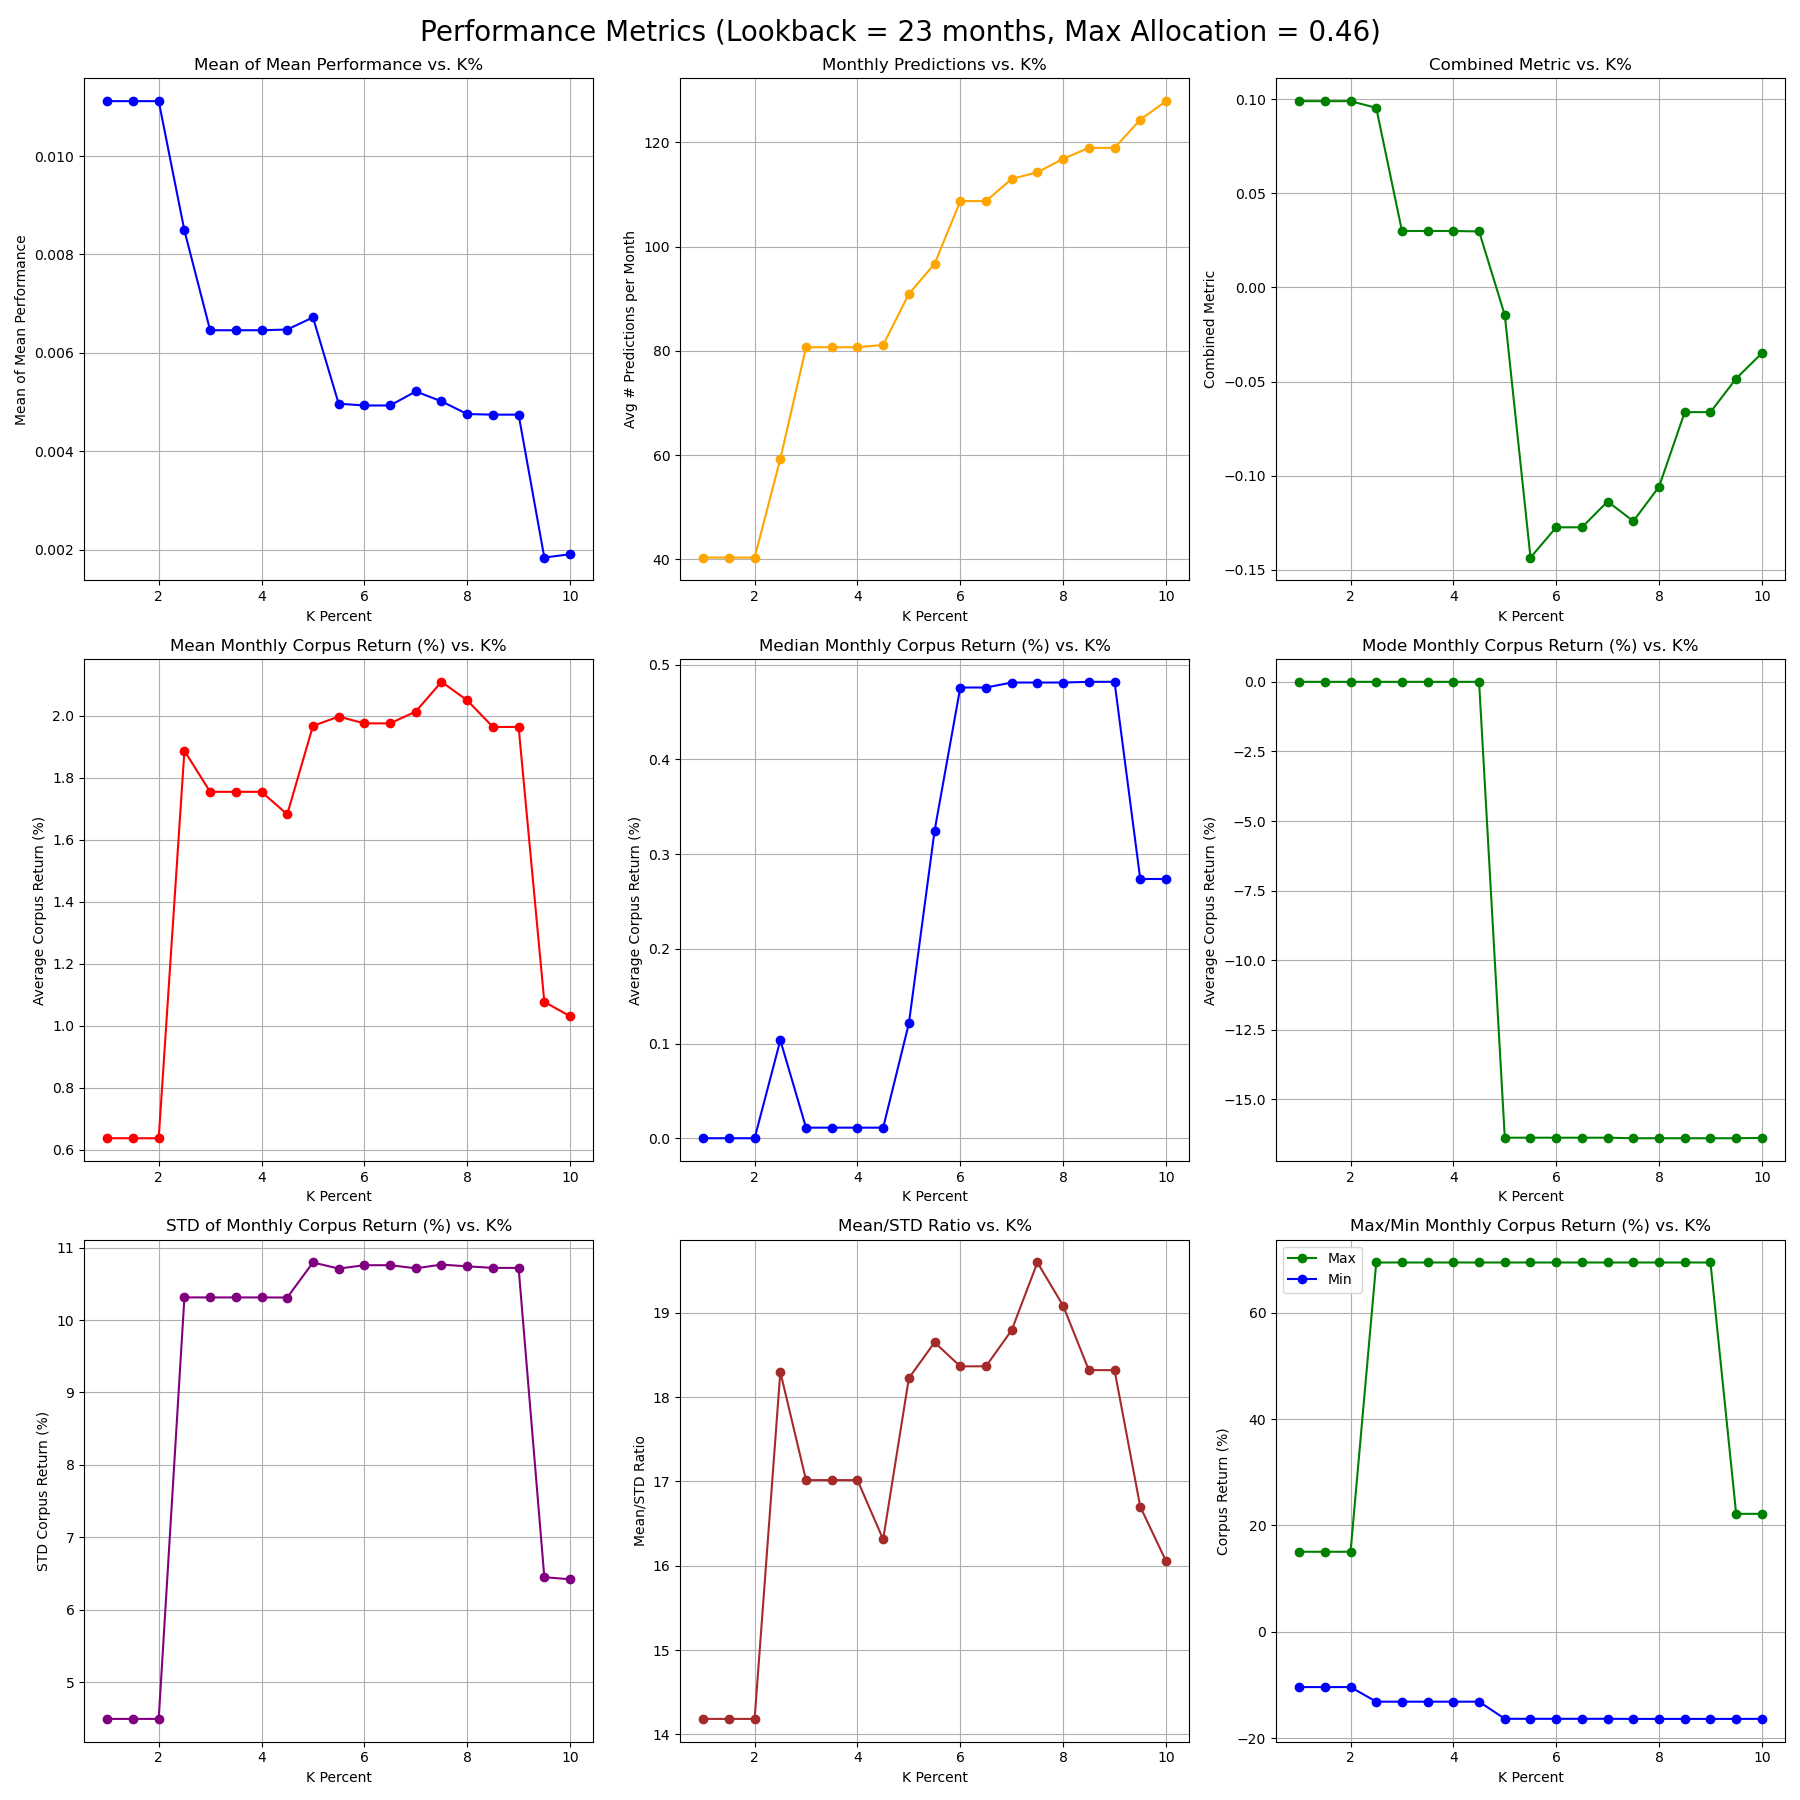 Performance Metrics (Lookback = 23 months, Max Allocation = 0.46)
Mean of Mean Performance vs. K%
Mean of Mean Performance
0.010
0.008
0.006
0.004
0.002
2 4 6 8 10
K Percent
Monthly Predictions vs. K%
Avg # Predictions per Month
120
100
80
60
40
2 4 6 8 10
K Percent
Combined Metric vs. K%
Combined Metric
0.10
0.05
0.00
−0.05
−0.10
−0.15
2 4 6 8 10
K Percent
Mean Monthly Corpus Return (%) vs. K%
Average Corpus Return (%)
2.0
1.8
1.6
1.4
1.2
1.0
0.8
0.6
2 4 6 8 10
K Percent
Median Monthly Corpus Return (%) vs. K%
Average Corpus Return (%)
0.5
0.4
0.3
0.2
0.1
0.0
2 4 6 8 10
K Percent
Mode Monthly Corpus Return (%) vs. K%
Average Corpus Return (%)
0.0
−2.5
−5.0
−7.5
−10.0
−12.5
−15.0
2 4 6 8 10
K Percent
STD of Monthly Corpus Return (%) vs. K%
STD Corpus Return (%)
11
10
9
8
7
6
5
2 4 6 8 10
K Percent
Mean/STD Ratio vs. K%
Mean/STD Ratio
19
18
17
16
15
14
2 4 6 8 10
K Percent
Max/Min Monthly Corpus Return (%) vs. K%
Max
Min
Corpus Return (%)
60
40
20
0
−20
2 4 6 8 10
K Percent